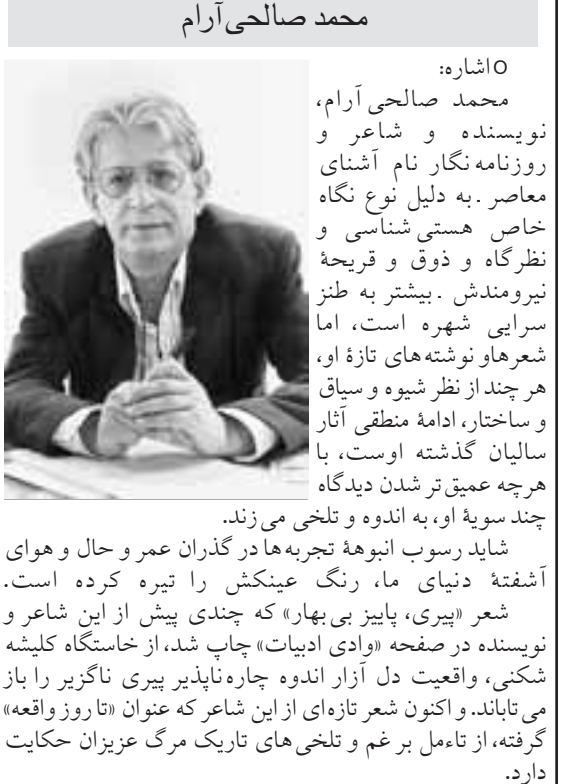 محمد صالحی‌آرام
○اشاره:
محمد صالحی آرام،
نویسنده و شاعر و
روزنامه نگار نام آشنای
معاصر ـ به دلیل نوع نگاه
خاص هستی شناسی و
نظرگاه و ذوق و قریحهٔ
نیرومندش ـ بیشتر به طنز
سرایی شهره است، اما
شعرهاو نوشته های تازهٔ او،
هر چند از نظر شیوه و سیاق
و ساختار، ادامهٔ منطقی آثار
سالیان گذشته اوست، با
هرچه عمیق تر شدن دیدگاه
چند سویهٔ او، به اندوه و تلخی می زند.
شاید رسوب انبوههٔ تجربه ها در گذران عمر و حال و هوای
آشفتهٔ دنیای ما، رنگ عینکش را تیره کرده است.
شعر «پیری، پاییز بی بهار» که چندی پیش از این شاعر و
نویسنده در صفحه «وادی ادبیات» چاپ شد، از خاستگاه کلیشه
شکنی، واقعیت دل آزار اندوه چاره ناپذیر پیری ناگزیر را باز
می تاباند. و اکنون شعر تازه‌ای از این شاعر که عنوان «تا روز واقعه»
گرفته، از تاءمل بر غم و تلخی های تاریک مرگ عزیزان حکایت
دارد.